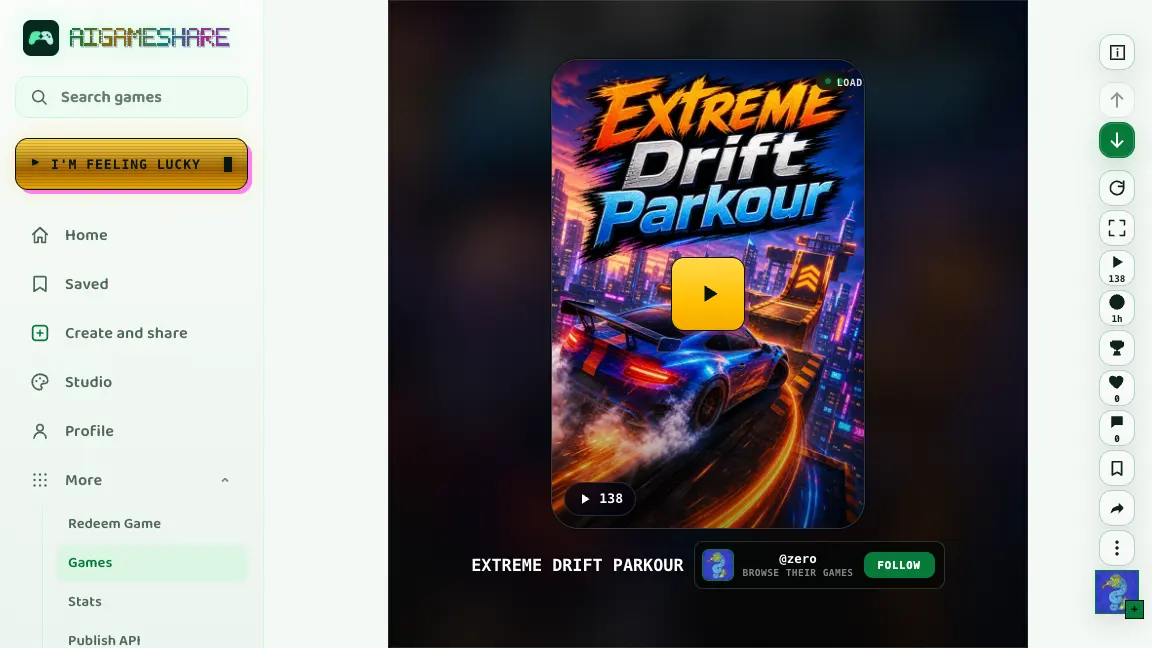 AIGAMESHARE
Search games
I'M FEELING LUCKY
Home
Saved
Create and share
Studio
Profile
More
Redeem Game
Games
Stats
Publish API
LOAD
EXTREME
Drift
Parkour
138
EXTREME DRIFT PARKOUR
@zero
BROWSE THEIR GAMES
FOLLOW
138
1h
0
0